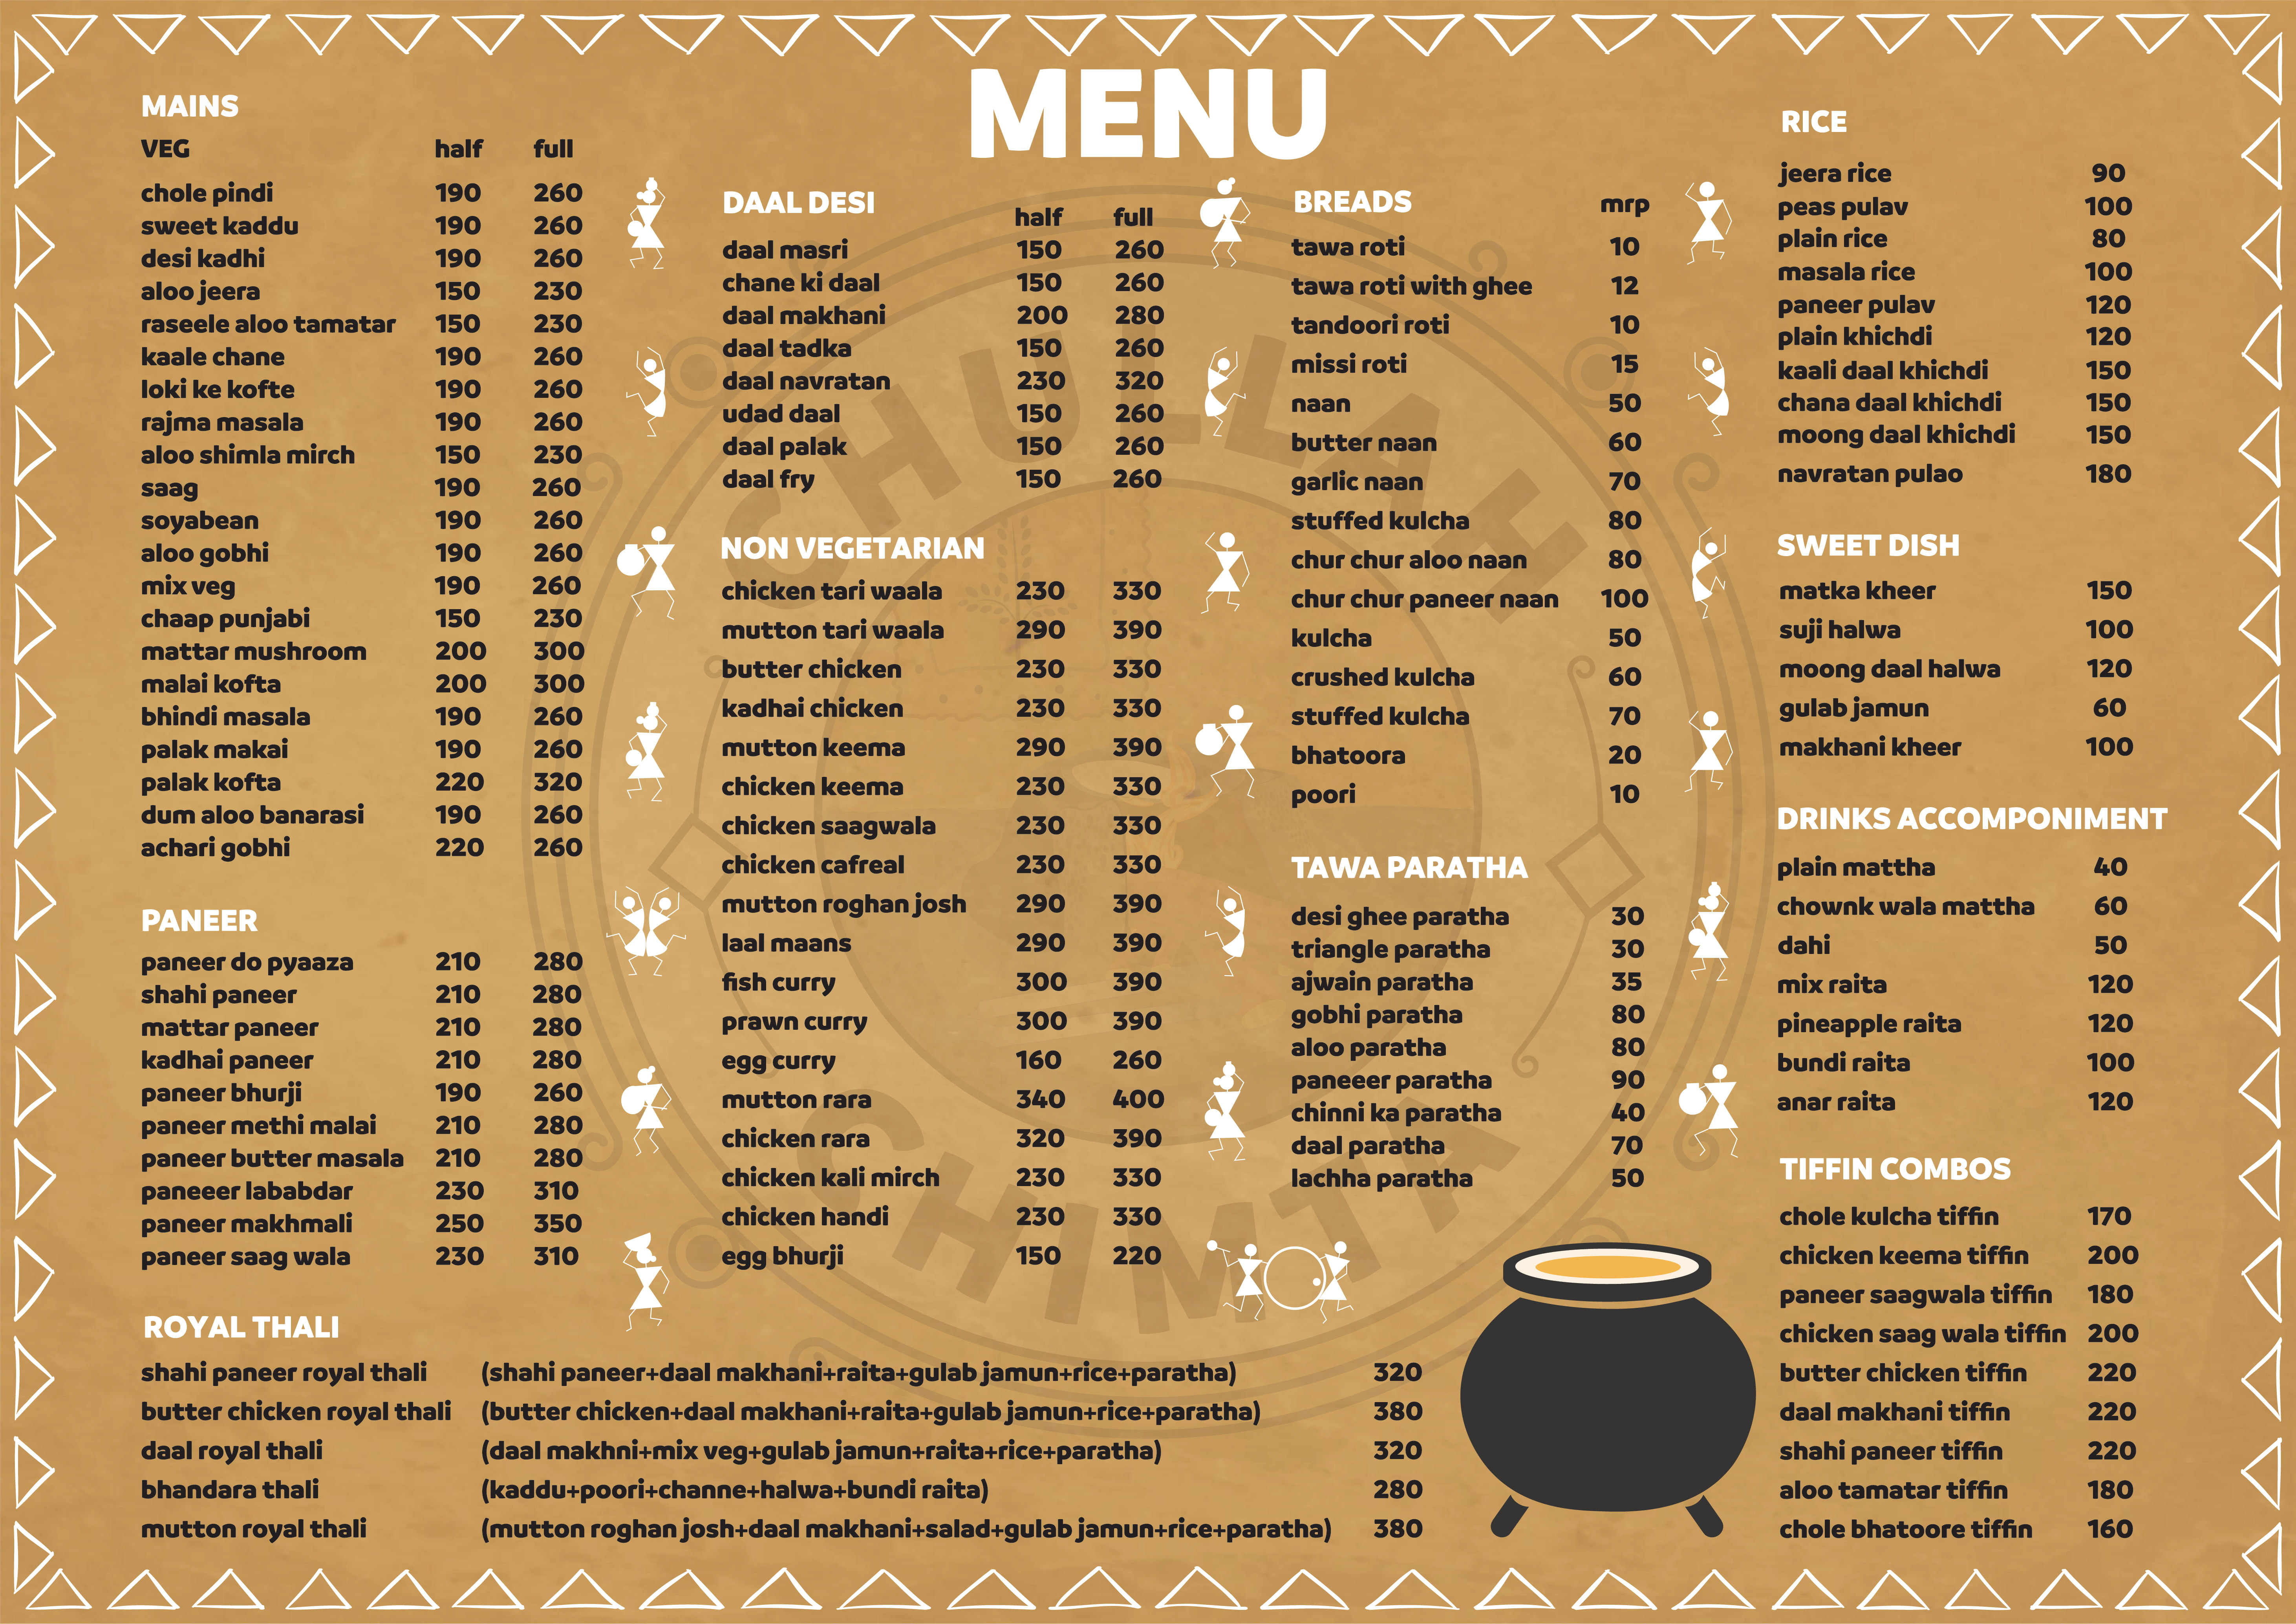 MENU
MAINS
VEG half full
chole pindi 190 260
sweet kaddu 190 260
desi kadhi 190 260
aloo jeera 150 230
raseele aloo tamatar 150 230
kaale chane 190 260
loki ke kofte 190 260
rajma masala 190 260
aloo shimla mirch 150 230
saag 190 260
soyabean 190 260
aloo gobhi 190 260
mix veg 190 260
chaap punjabi 150 230
mattar mushroom 200 300
malai kofta 200 300
bhindi masala 190 260
palak makai 190 260
palak kofta 220 320
dum aloo banarasi 190 260
achari gobhi 220 260
PANEER
paneer do pyaaza 210 280
shahi paneer 210 280
mattar paneer 210 280
kadhai paneer 210 280
paneer bhurji 190 260
paneer methi malai 210 280
paneer butter masala 210 280
paneeer lababdar 230 310
paneer makhmali 250 350
paneer saag wala 230 310
DAAL DESI half full
daal masri 150 260
chane ki daal 150 260
daal makhani 200 280
daal tadka 150 260
daal navratan 230 320
udad daal 150 260
daal palak 150 260
daal fry 150 260
NON VEGETARIAN
chicken tari waala 230 330
mutton tari waala 290 390
butter chicken 230 330
kadhai chicken 230 330
mutton keema 290 390
chicken keema 230 330
chicken saagwala 230 330
chicken cafreal 230 330
mutton roghan josh 290 390
laal maans 290 390
fish curry 300 390
prawn curry 300 390
egg curry 160 260
mutton rara 340 400
chicken rara 320 390
chicken kali mirch 230 330
chicken handi 230 330
egg bhurji 150 220
BREADS mrp
tawa roti 10
tawa roti with ghee 12
tandoori roti 10
missi roti 15
naan 50
butter naan 60
garlic naan 70
stuffed kulcha 80
chur chur aloo naan 80
chur chur paneer naan 100
kulcha 50
crushed kulcha 60
stuffed kulcha 70
bhatoora 20
poori 10
TAWA PARATHA
desi ghee paratha 30
triangle paratha 30
ajwain paratha 35
gobhi paratha 80
aloo paratha 80
paneeer paratha 90
chinni ka paratha 40
daal paratha 70
lachha paratha 50
RICE
jeera rice 90
peas pulav 100
plain rice 80
masala rice 100
paneer pulav 120
plain khichdi 120
kaali daal khichdi 150
chana daal khichdi 150
moong daal khichdi 150
navratan pulao 180
SWEET DISH
matka kheer 150
suji halwa 100
moong daal halwa 120
gulab jamun 60
makhani kheer 100
DRINKS ACCOMPONIMENT
plain mattha 40
chownk wala mattha 60
dahi 50
mix raita 120
pineapple raita 120
bundi raita 100
anar raita 120
TIFFIN COMBOS
chole kulcha tiffin 170
chicken keema tiffin 200
paneer saagwala tiffin 180
chicken saag wala tiffin 200
butter chicken tiffin 220
daal makhani tiffin 220
shahi paneer tiffin 220
aloo tamatar tiffin 180
chole bhatoore tiffin 160
ROYAL THALI
shahi paneer royal thali (shahi paneer+daal makhani+raita+gulab jamun+rice+paratha) 320
butter chicken royal thali (butter chicken+daal makhani+raita+gulab jamun+rice+paratha) 380
daal royal thali (daal makhni+mix veg+gulab jamun+raita+rice+paratha) 320
bhandara thali (kaddu+poori+channe+halwa+bundi raita) 280
mutton royal thali (mutton roghan josh+daal makhani+salad+gulab jamun+rice+paratha) 380
CHULLAH
CHIMTA